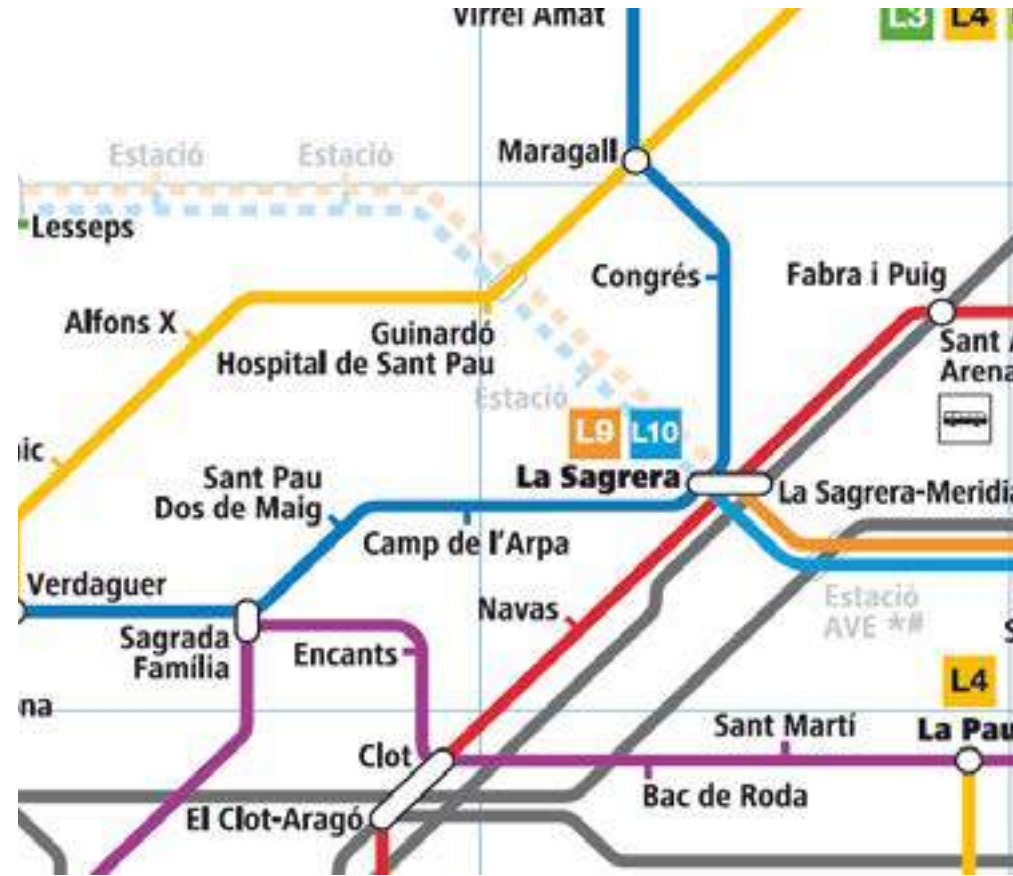 Virrei Amat
L3 L4
Maragall
Estació
Estació
Lesseps
Congrés
Fabra i Puig
Alfons X
Guinardó
Hospital de Sant Pau
Sant
Arena
Estació
L9 L10
La Sagrera
La Sagrera-Meridia
ic
Sant Pau
Dos de Maig
Camp de l'Arpa
Verdaguer
Estació
AVE *#
Navas
Sagrada
Família
Encants
S
L4
na
Sant Martí
La Pau
Clot
Bac de Roda
El Clot-Aragó